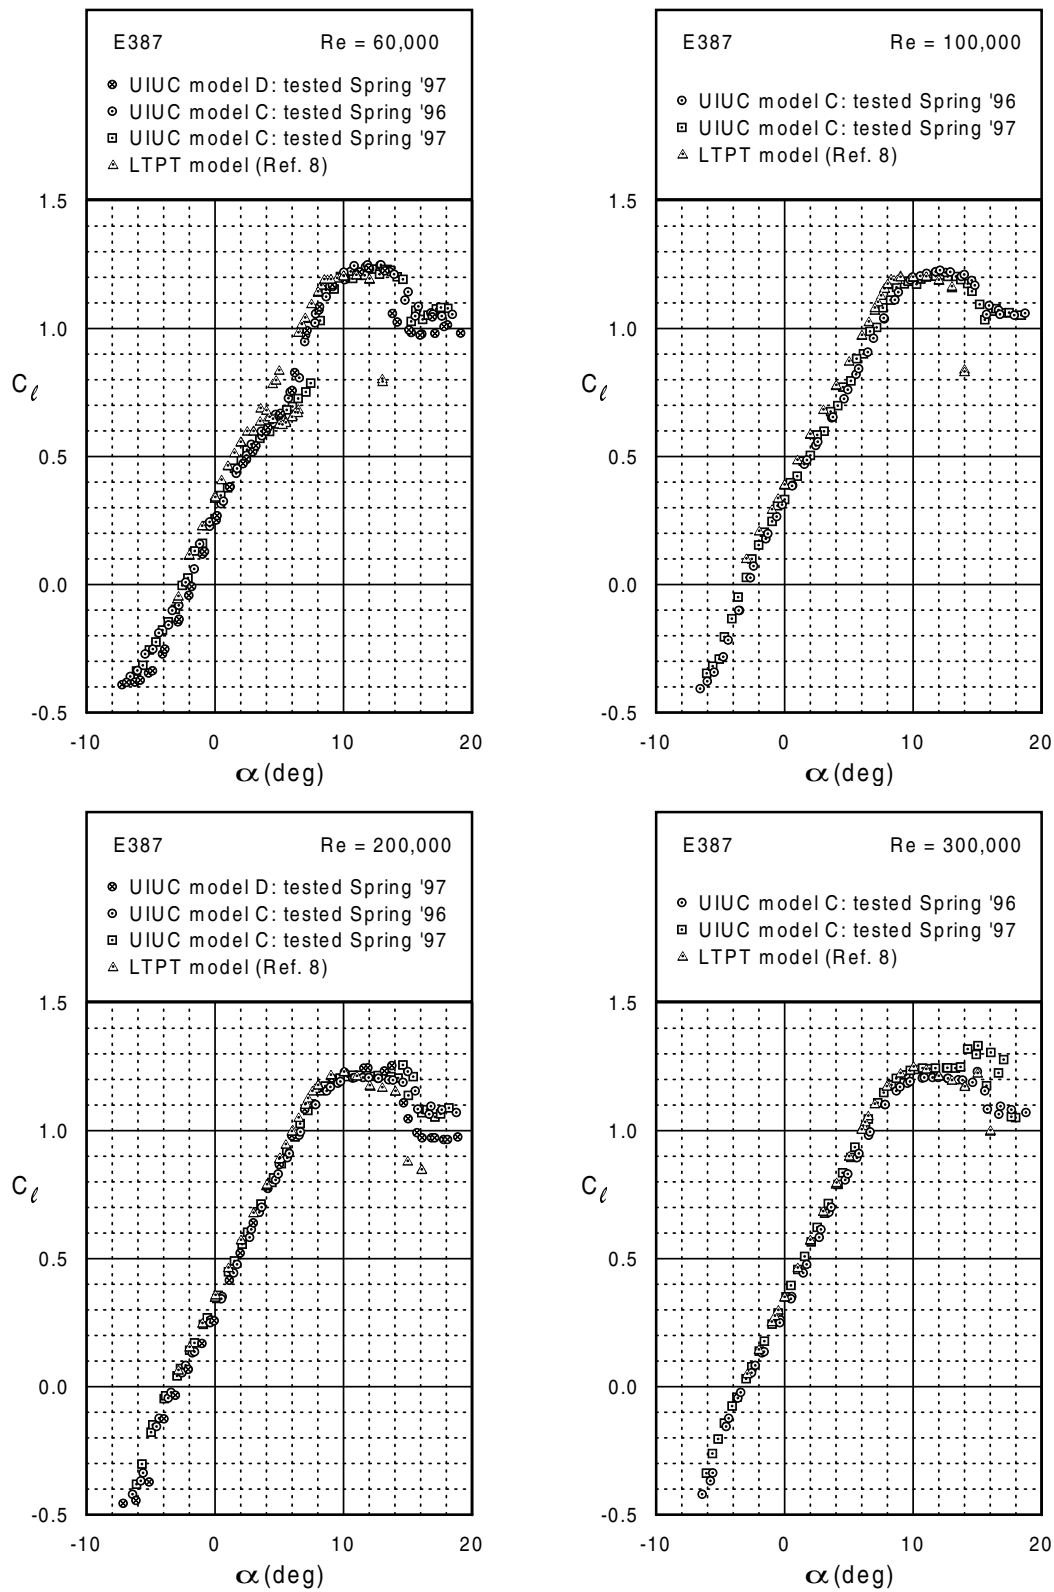 E387 Re = 60,000
UIUC model D: tested Spring '97
UIUC model C: tested Spring '96
UIUC model C: tested Spring '97
LTPT model (Ref. 8)
1.5
1.0
0.5
0.0
-0.5
Cℓ
-10 0 10 20
α (deg)
E387 Re = 100,000
UIUC model C: tested Spring '96
UIUC model C: tested Spring '97
LTPT model (Ref. 8)
1.5
1.0
0.5
0.0
-0.5
Cℓ
-10 0 10 20
α (deg)
E387 Re = 200,000
UIUC model D: tested Spring '97
UIUC model C: tested Spring '96
UIUC model C: tested Spring '97
LTPT model (Ref. 8)
1.5
1.0
0.5
0.0
-0.5
Cℓ
-10 0 10 20
α (deg)
E387 Re = 300,000
UIUC model C: tested Spring '96
UIUC model C: tested Spring '97
LTPT model (Ref. 8)
1.5
1.0
0.5
0.0
-0.5
Cℓ
-10 0 10 20
α (deg)